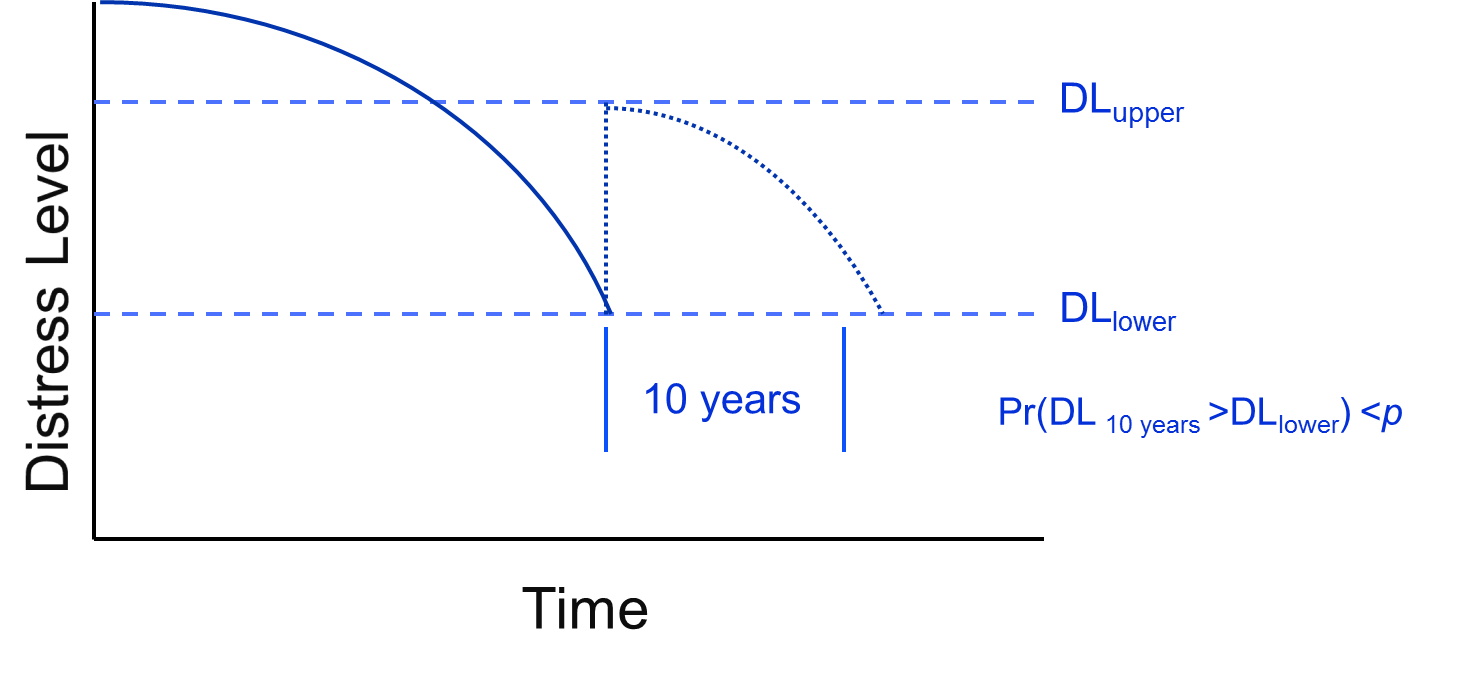 Distress Level
DLupper
DLlower
10 years
Pr(DL 10 years >DLlower) <p
Time